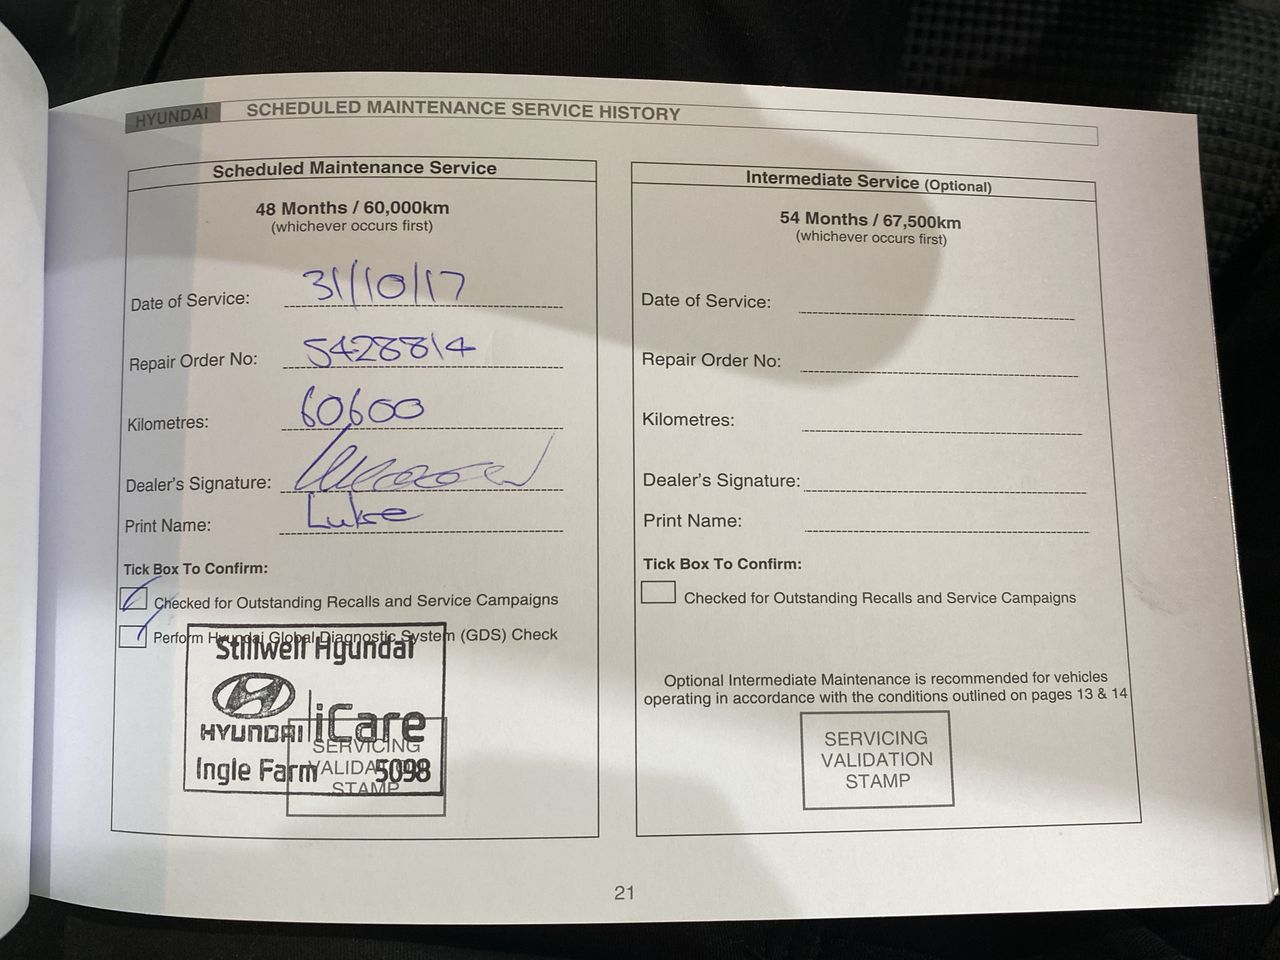 HYUNDAI SCHEDULED MAINTENANCE SERVICE HISTORY
Scheduled Maintenance Service
48 Months / 60,000km
(whichever occurs first)
Date of Service: 31/10/17
Repair Order No: 5428814
Kilometres: 60600
Dealer's Signature:
Print Name: Luke
Tick Box To Confirm:
Checked for Outstanding Recalls and Service Campaigns
Perform Hyundai Global Diagnostic System (GDS) Check
Stillwell Hyundai
HYUNDAI iCare
Ingle Farm 5098
SERVICING
VALIDATION
STAMP
Intermediate Service (Optional)
54 Months / 67,500km
(whichever occurs first)
Date of Service:
Repair Order No:
Kilometres:
Dealer's Signature:
Print Name:
Tick Box To Confirm:
Checked for Outstanding Recalls and Service Campaigns
Optional Intermediate Maintenance is recommended for vehicles
operating in accordance with the conditions outlined on pages 13 & 14
SERVICING
VALIDATION
STAMP
21